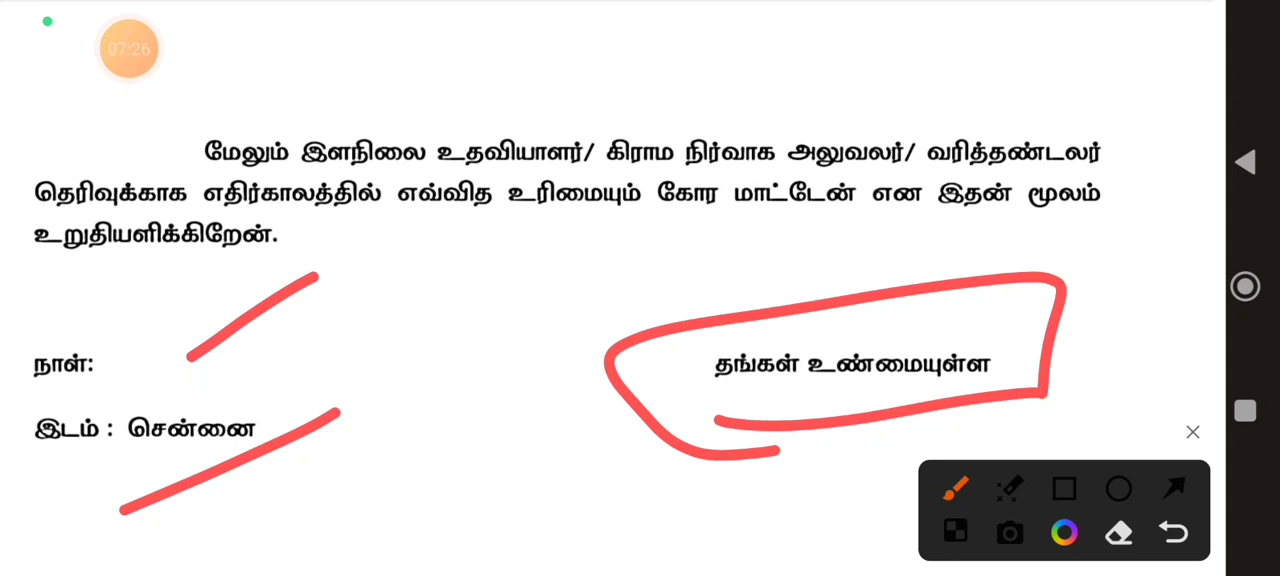 07:26
மேலும் இளநிலை உதவியாளர்/ கிராம நிர்வாக அலுவலர்/ வரித்தண்டலர்
தெரிவுக்காக எதிர்காலத்தில் எவ்வித உரிமையும் கோர மாட்டேன் என இதன் மூலம்
உறுதியளிக்கிறேன்.
நாள்:
தங்கள் உண்மையுள்ள
இடம் : சென்னை